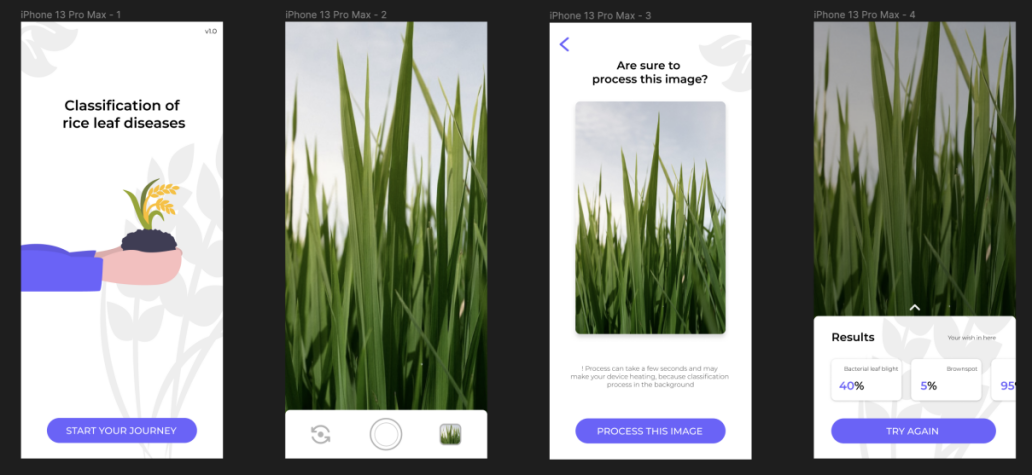 iPhone 13 Pro Max - 1
v1.0
Classification of
rice leaf diseases
START YOUR JOURNEY
iPhone 13 Pro Max - 2
iPhone 13 Pro Max - 3
Are sure to
process this image?
! Process can take a few seconds and may
make your device heating, because classification
process in the background
PROCESS THIS IMAGE
iPhone 13 Pro Max - 4
Results
Your wish in here
Bacterial leaf blight
40%
Brownspot
5%
95%
TRY AGAIN